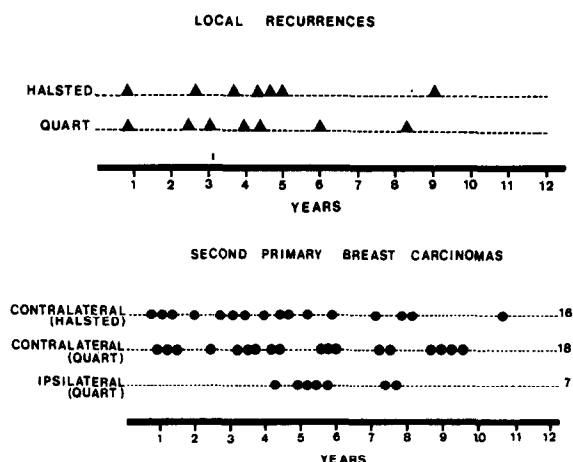 LOCAL RECURRENCES
HALSTED
QUART
1 2 3 4 5 6 7 8 9 10 11 12
YEARS
SECOND PRIMARY BREAST CARCINOMAS
CONTRALATERAL
(HALSTED)
16
CONTRALATERAL
(QUART)
18
IPSILATERAL
(QUART)
7
1 2 3 4 5 6 7 8 9 1.0 11 12
YEARS